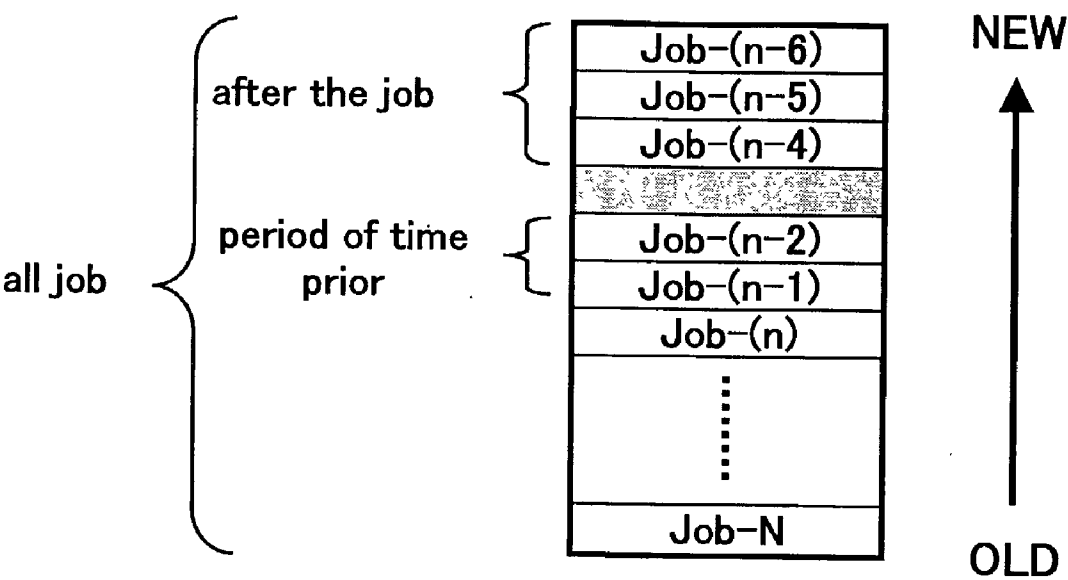 NEW
Job-(n-6)
after the job
Job-(n-5)
Job-(n-4)
period of time
prior
Job-(n-2)
all job
Job-(n-1)
Job-(n)
Job-N
OLD